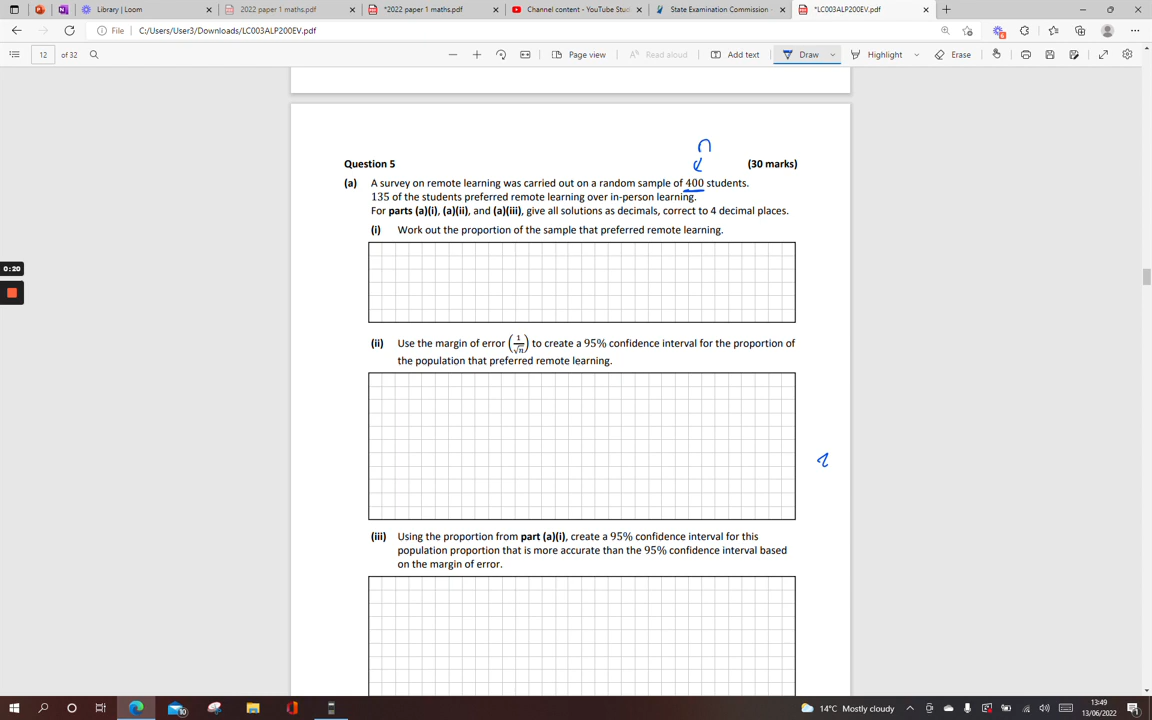 Library | Loom
2022 paper 1 maths.pdf
*2022 paper 1 maths.pdf
Channel content - YouTube Stu
State Examination Commission -
*LC003ALP200EV.pdf
File C:/Users/User3/Downloads/LC003ALP200EV.pdf
12 of 32
Page view
Read aloud
Add text
Draw
Highlight
Erase
n
Question 5 (30 marks)
(a) A survey on remote learning was carried out on a random sample of 400 students.
135 of the students preferred remote learning over in-person learning.
For parts (a)(i), (a)(ii), and (a)(iii), give all solutions as decimals, correct to 4 decimal places.
(i) Work out the proportion of the sample that preferred remote learning.
0:20
(ii) Use the margin of error (1/√n) to create a 95% confidence interval for the proportion of
the population that preferred remote learning.
(iii) Using the proportion from part (a)(i), create a 95% confidence interval for this
population proportion that is more accurate than the 95% confidence interval based
on the margin of error.
14°C Mostly cloudy
13:49
13/06/2022